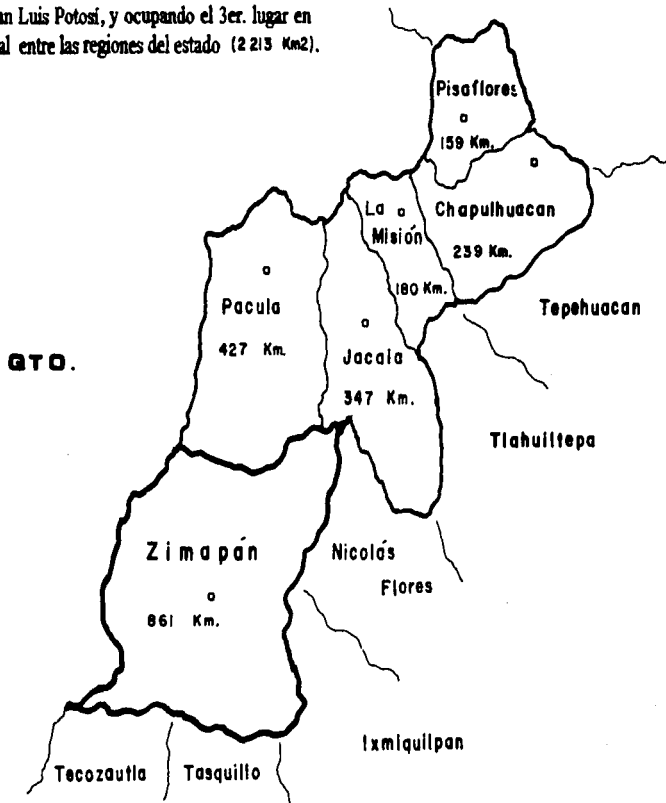 an Luis Potosí, y ocupando el 3er. lugar en
al entre las regiones del estado (2 213 Km2).
Pisaflores
159 Km.
La
Misión
180 Km.
Chapulhuacan
239 Km.
Pacula
427 Km.
Jacala
347 Km.
Tepehuacan
QTO.
Tlahuiltepa
Zimapán
861 Km.
Nicolás
Flores
Ixmiquilpan
Tecozautla
Tasquilto